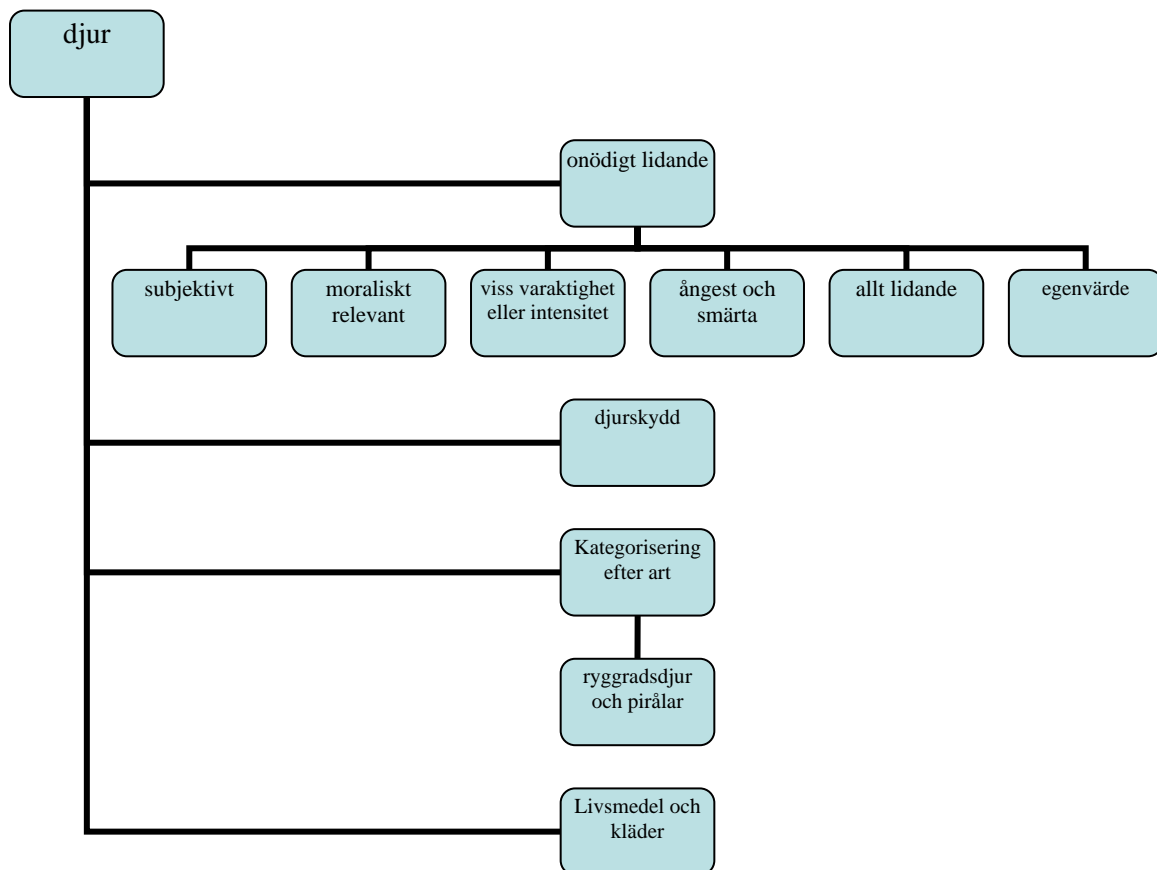 djur
onödigt lidande
subjektivt
moraliskt
relevant
viss varaktighet
eller intensitet
ångest och
smärta
allt lidande
egenvärde
djurskydd
Kategorisering
efter art
ryggradsdjur
och pirålar
Livsmedel och
kläder